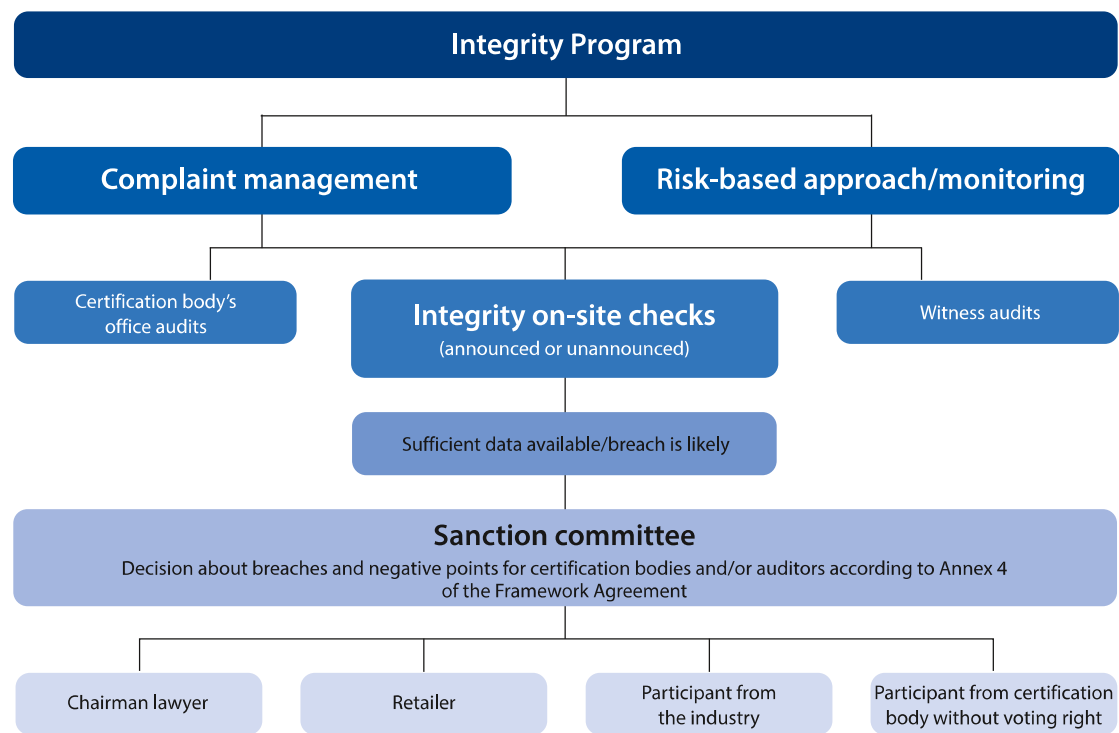 Integrity Program
Complaint management
Risk-based approach/monitoring
Certification body's
office audits
Integrity on-site checks
(announced or unannounced)
Witness audits
Sufficient data available/breach is likely
Sanction committee
Decision about breaches and negative points for certification bodies and/or auditors according to Annex 4
of the Framework Agreement
Chairman lawyer
Retailer
Participant from
the industry
Participant from certification
body without voting right